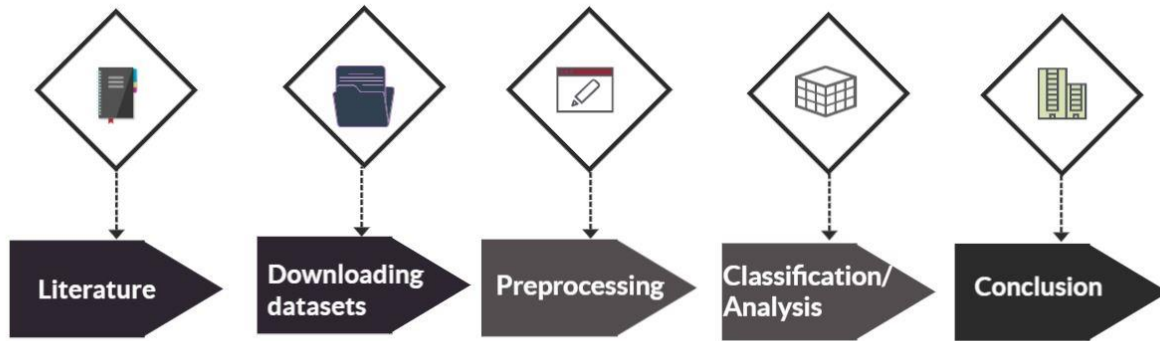 Literature
Downloading
datasets
Preprocessing
Classification/
Analysis
Conclusion